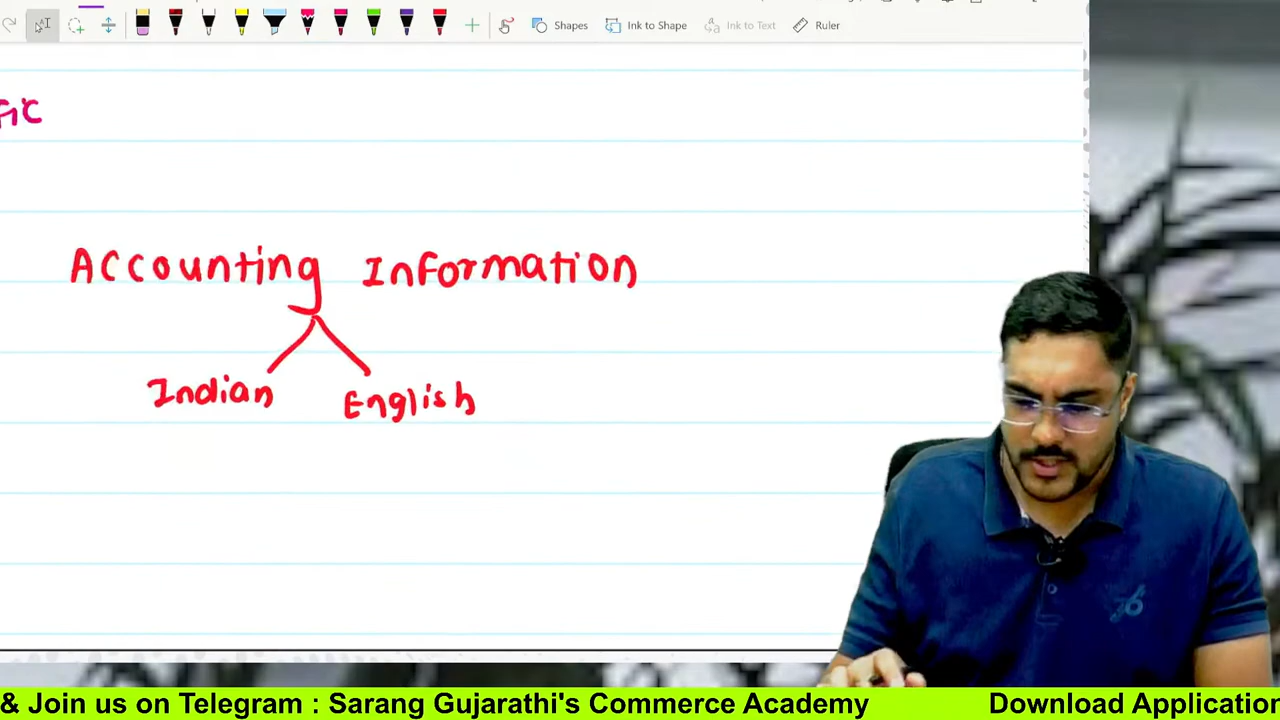 Shapes Ink to Shape Ink to Text Ruler
Accounting Information
Indian English
& Join us on Telegram : Sarang Gujarathi's Commerce Academy Download Application